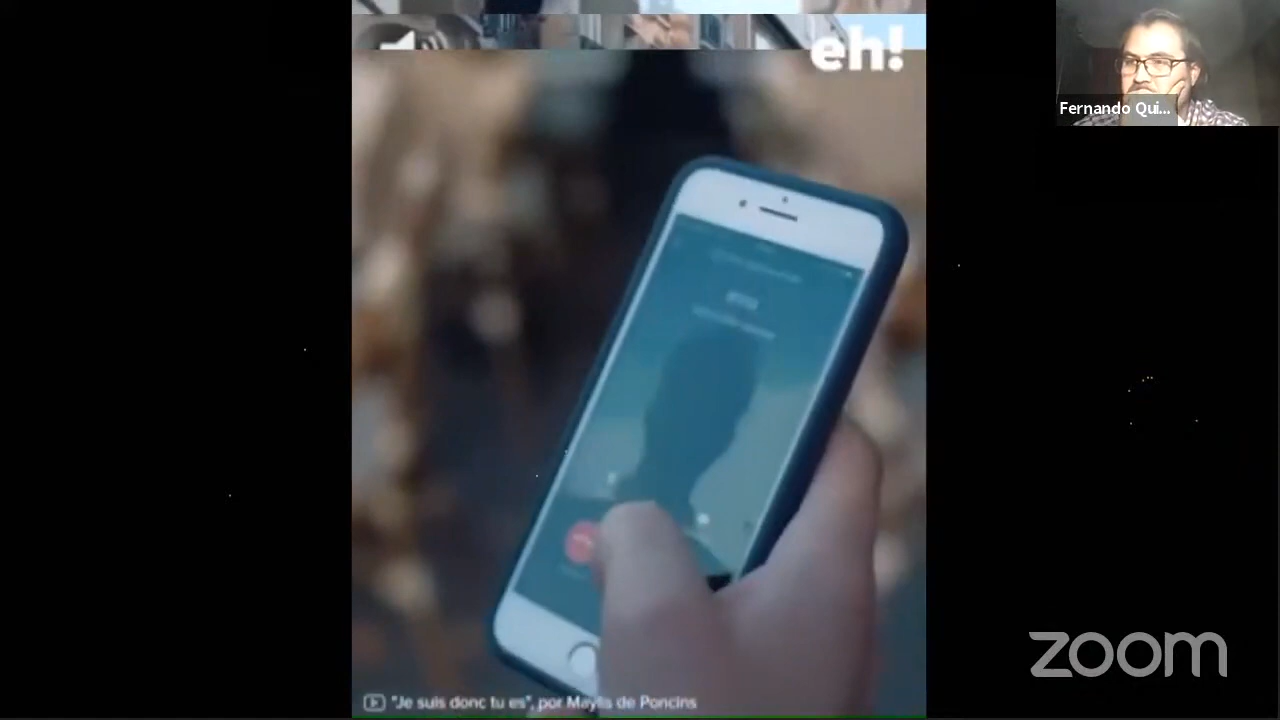 eh!
Fernando Qui...
"Je suis donc tu es", por Maylis de Poncins
zoom